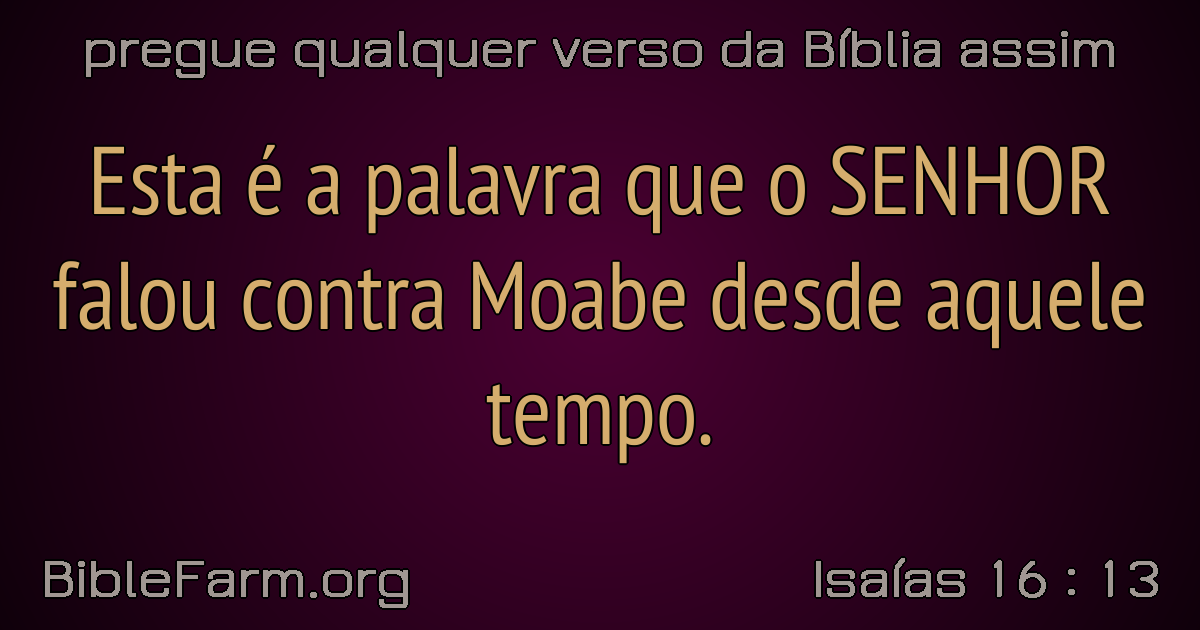 pregue qualquer verso da Bíblia assim
Esta é a palavra que o SENHOR
falou contra Moabe desde aquele
tempo.
BibleFarm.org
Isaías 16 : 13